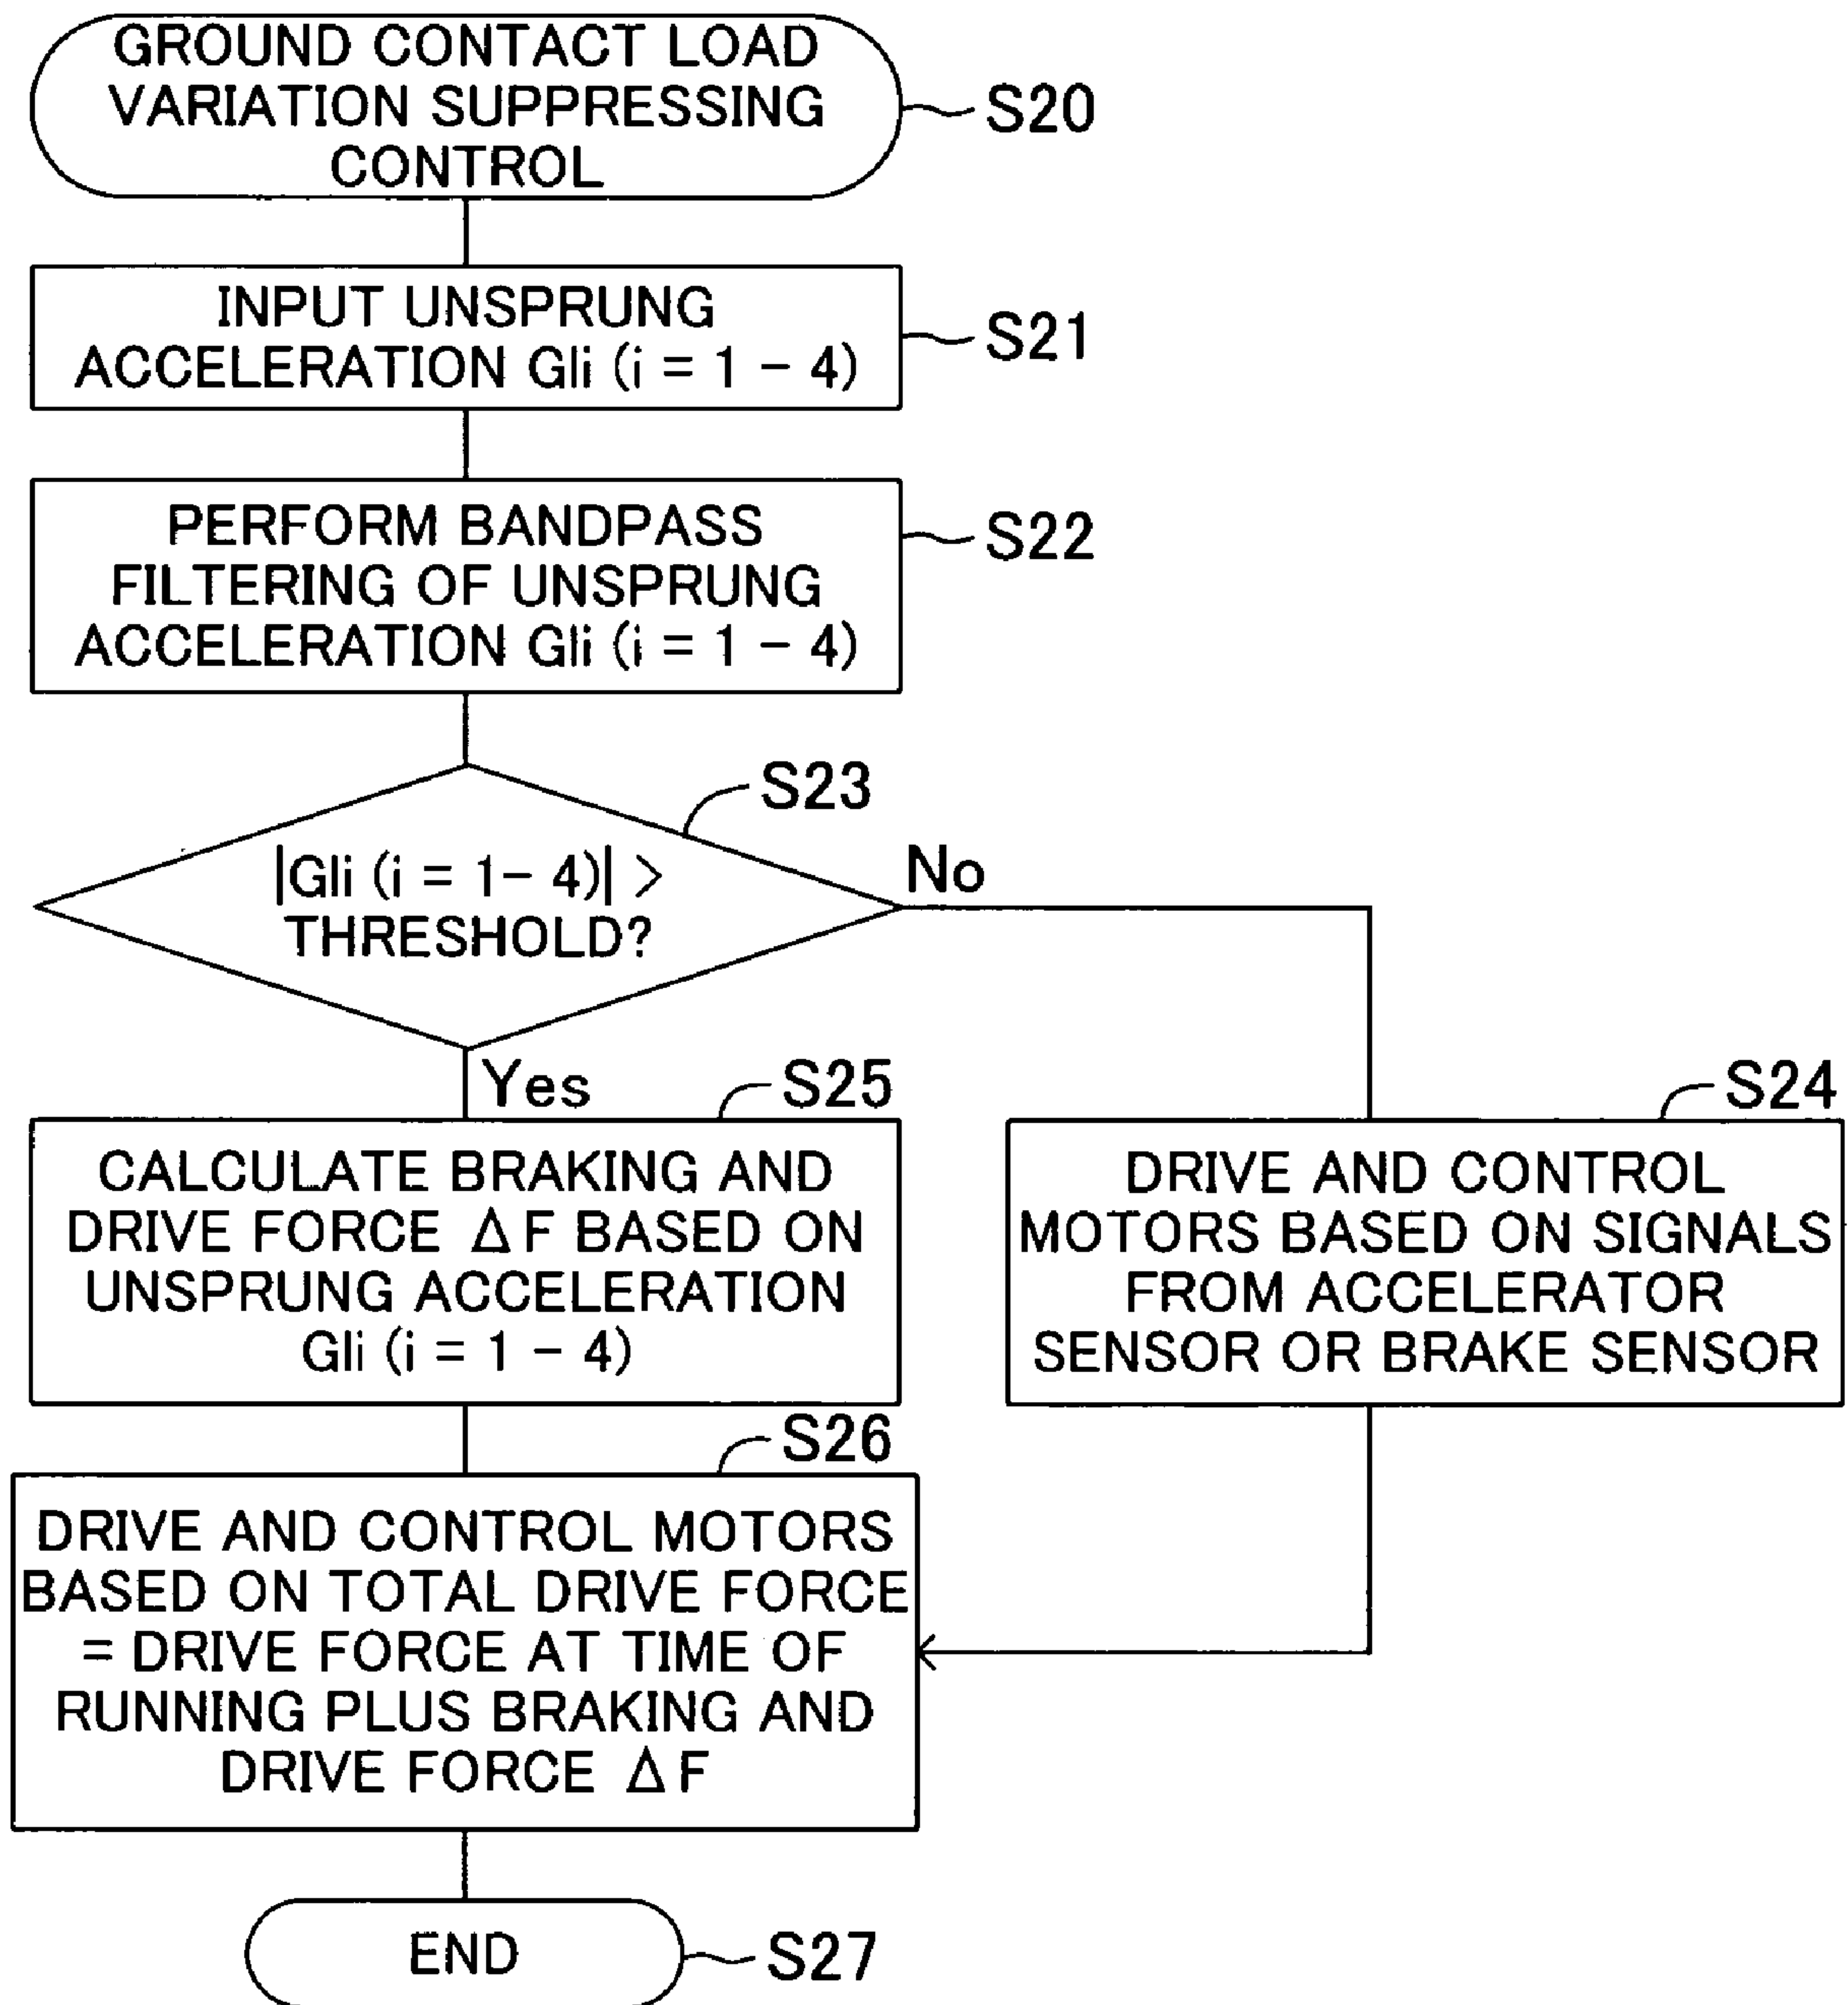 GROUND CONTACT LOAD
VARIATION SUPPRESSING
CONTROL
S20
INPUT UNSPRUNG
ACCELERATION Gli (i = 1 − 4)
S21
PERFORM BANDPASS
FILTERING OF UNSPRUNG
ACCELERATION Gli (i = 1 − 4)
S22
S23
|Gli (i = 1− 4)| >
THRESHOLD?
No
Yes
S25
CALCULATE BRAKING AND
DRIVE FORCE ΔF BASED ON
UNSPRUNG ACCELERATION
Gli (i = 1 − 4)
S24
DRIVE AND CONTROL
MOTORS BASED ON SIGNALS
FROM ACCELERATOR
SENSOR OR BRAKE SENSOR
S26
DRIVE AND CONTROL MOTORS
BASED ON TOTAL DRIVE FORCE
= DRIVE FORCE AT TIME OF
RUNNING PLUS BRAKING AND
DRIVE FORCE ΔF
END
S27